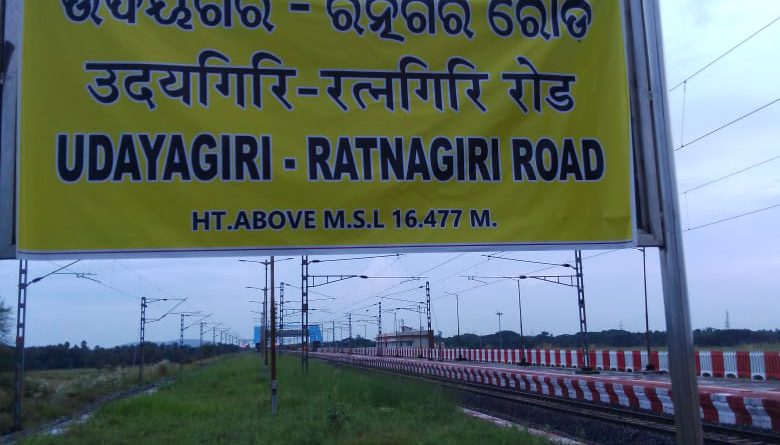 ଉଦୟଗିରି - ରତ୍ନଗିରି ରୋଡ଼
उदयगिरि-रत्नगिरि रोड
UDAYAGIRI - RATNAGIRI ROAD
HT.ABOVE M.S.L 16.477 M.